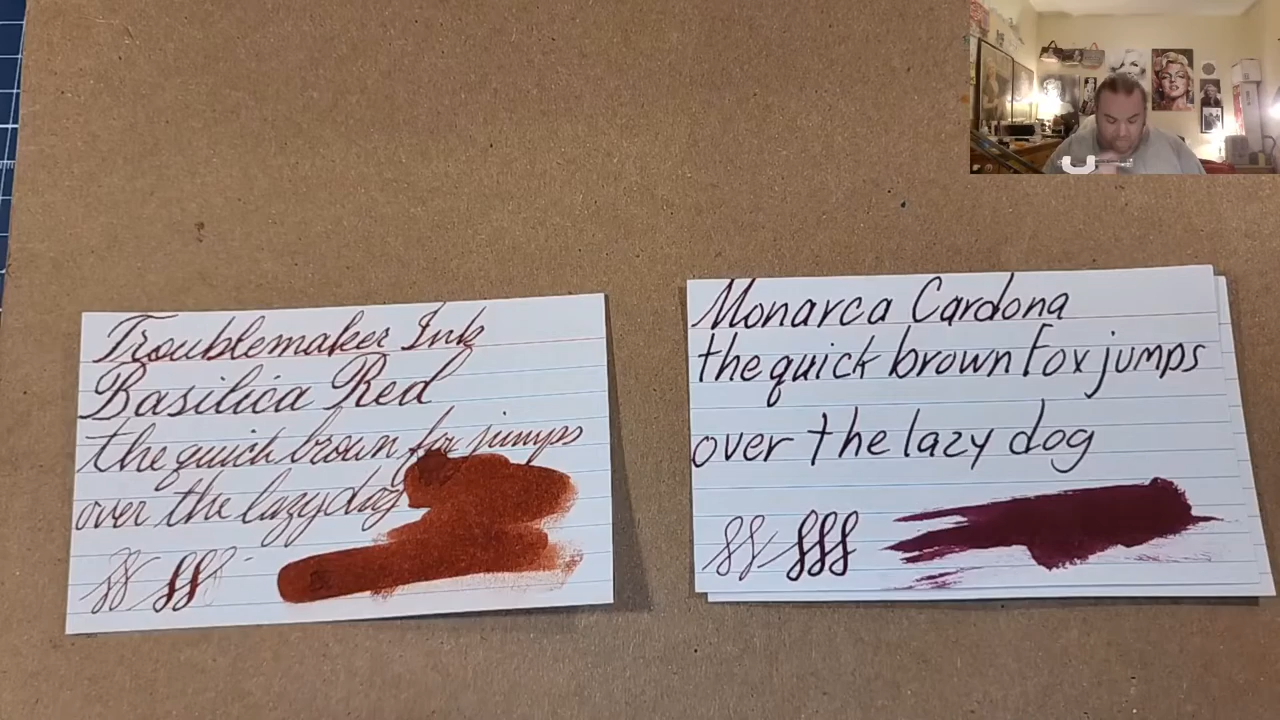 Troublemaker Ink
Basilica Red
the quick brown fox jumps
over the lazy dog
Monarca Cardona
the quick brown fox jumps
over the lazy dog